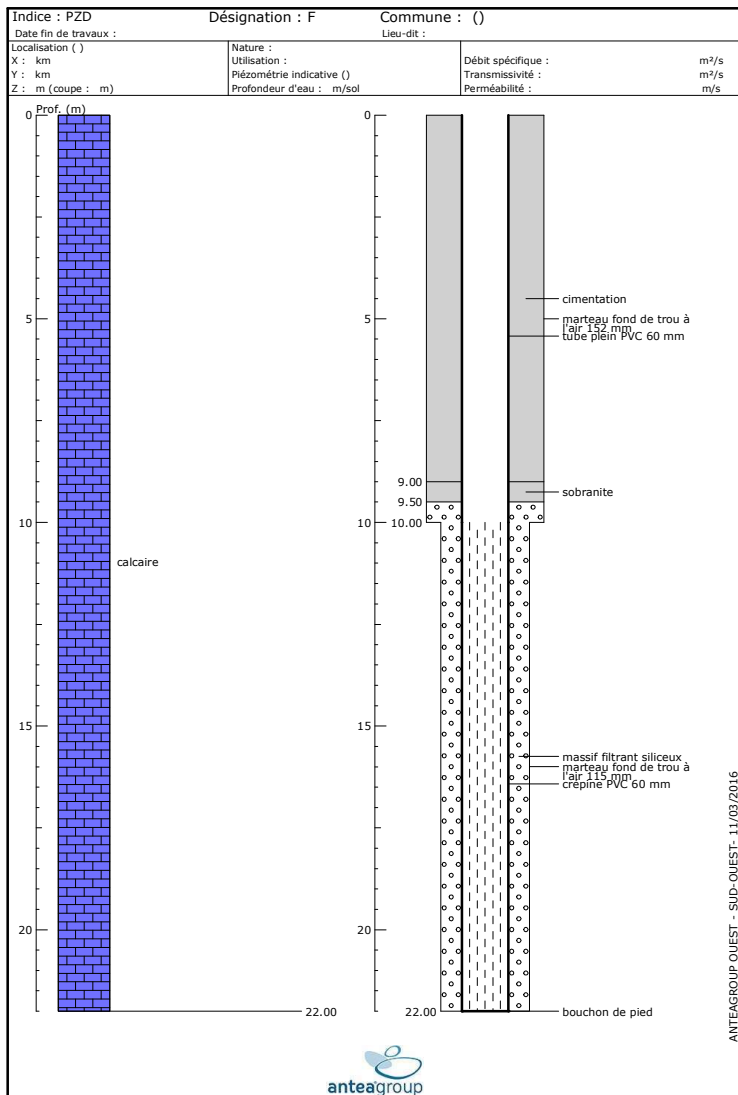 Indice : PZD Désignation : F Commune : ()
Date fin de travaux : Lieu-dit :
Localisation ( )
X : km
Y : km
Z : m (coupe : m)
Nature :
Utilisation :
Piézométrie indicative ()
Profondeur d'eau : m/sol
Débit spécifique : m²/s
Transmissivité : m²/s
Perméabilité : m/s
Prof. (m)
0
5
10
15
20
calcaire
22.00
0
5
9.00
9.50
10
10.00
15
20
22.00
cimentation
marteau fond de trou à
l'air 152 mm
tube plein PVC 60 mm
sobranite
massif filtrant siliceux
marteau fond de trou à
l'air 115 mm
crépine PVC 60 mm
bouchon de pied
ANTEAGROUP OUEST - SUD-OUEST- 11/03/2016
anteagroup